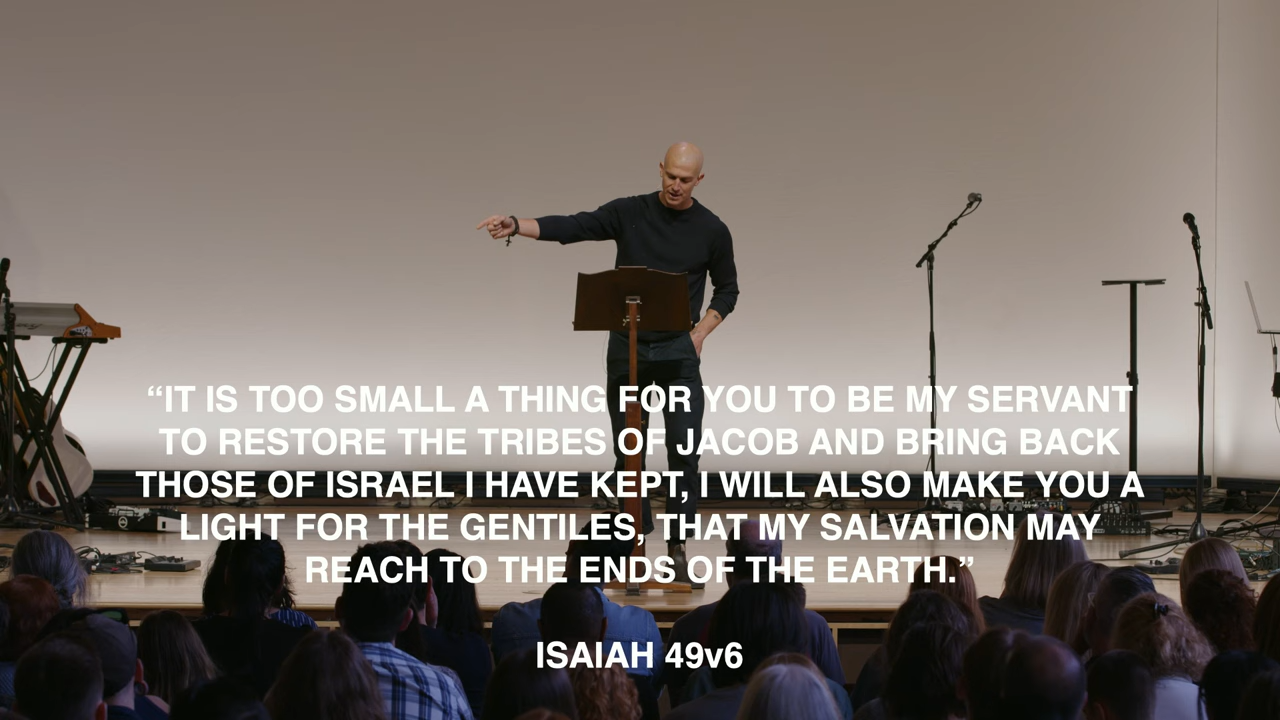 “IT IS TOO SMALL A THING FOR YOU TO BE MY SERVANT
TO RESTORE THE TRIBES OF JACOB AND BRING BACK
THOSE OF ISRAEL I HAVE KEPT, I WILL ALSO MAKE YOU A
LIGHT FOR THE GENTILES, THAT MY SALVATION MAY
REACH TO THE ENDS OF THE EARTH.”
ISAIAH 49v6